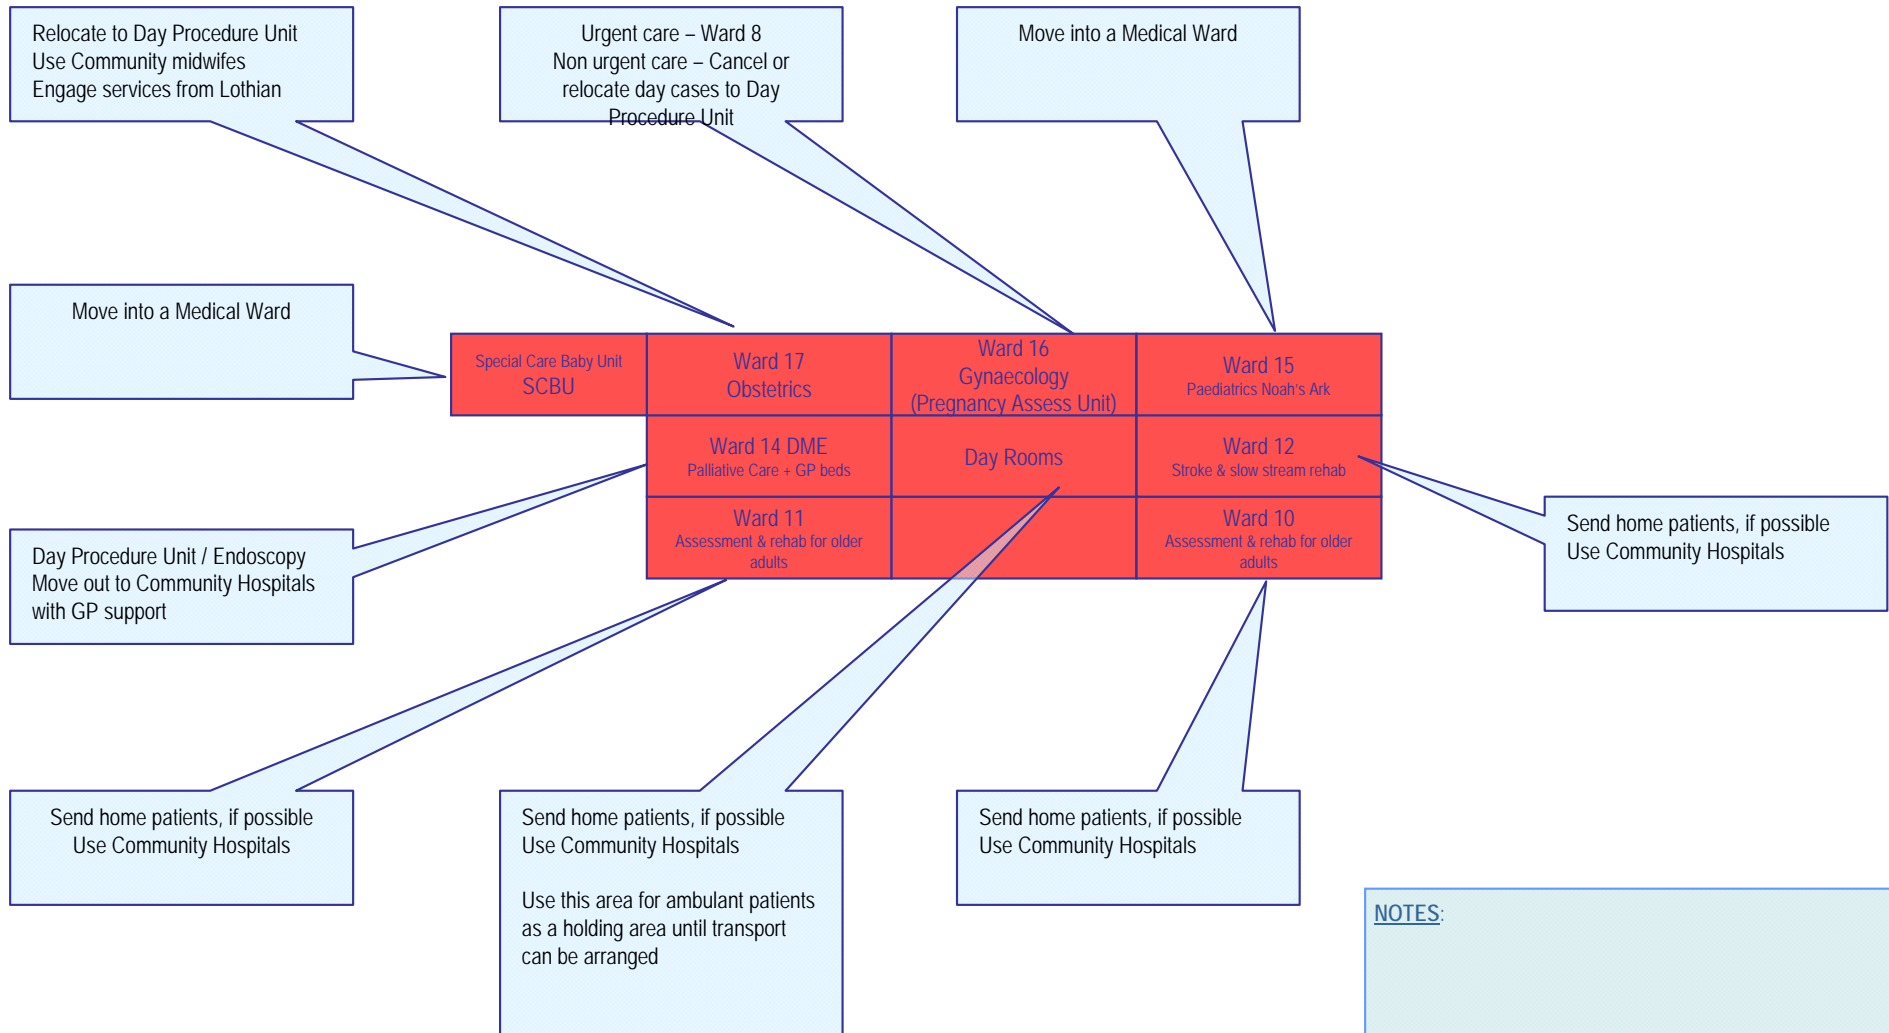 Relocate to Day Procedure Unit
Use Community midwifes
Engage services from Lothian
Urgent care – Ward 8
Non urgent care – Cancel or
relocate day cases to Day
Procedure Unit
Move into a Medical Ward
Move into a Medical Ward
Special Care Baby Unit
SCBU
Ward 17
Obstetrics
Ward 16
Gynaecology
(Pregnancy Assess Unit)
Ward 15
Paediatrics Noah's Ark
Ward 14 DME
Palliative Care + GP beds
Day Rooms
Ward 12
Stroke & slow stream rehab
Ward 11
Assessment & rehab for older
adults
Ward 10
Assessment & rehab for older
adults
Send home patients, if possible
Use Community Hospitals
Day Procedure Unit / Endoscopy
Move out to Community Hospitals
with GP support
Send home patients, if possible
Use Community Hospitals
Send home patients, if possible
Use Community Hospitals
Use this area for ambulant patients
as a holding area until transport
can be arranged
Send home patients, if possible
Use Community Hospitals
NOTES: